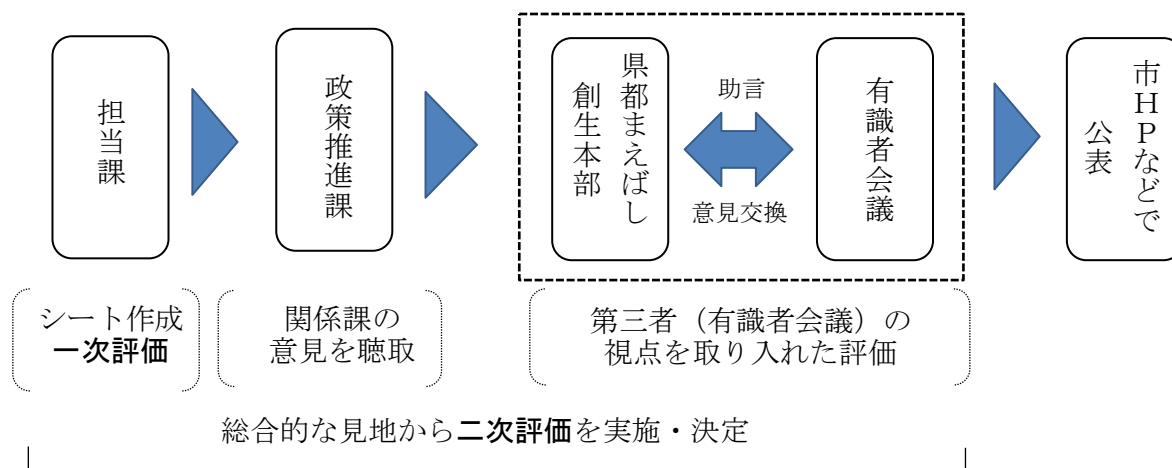 担当課
政策推進課
県都まえばし
創生本部
助言
意見交換
有識者会議
市ＨＰなどで
公表
シート作成
一次評価
関係課の
意見を聴取
第三者（有識者会議）の
視点を取り入れた評価
総合的な見地から二次評価を実施・決定